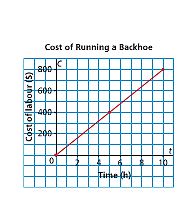 Cost of Running a Backhoe
C
800
600
400
200
0
2 4 6 8 10
t
Cost of labour ($)
Time (h)